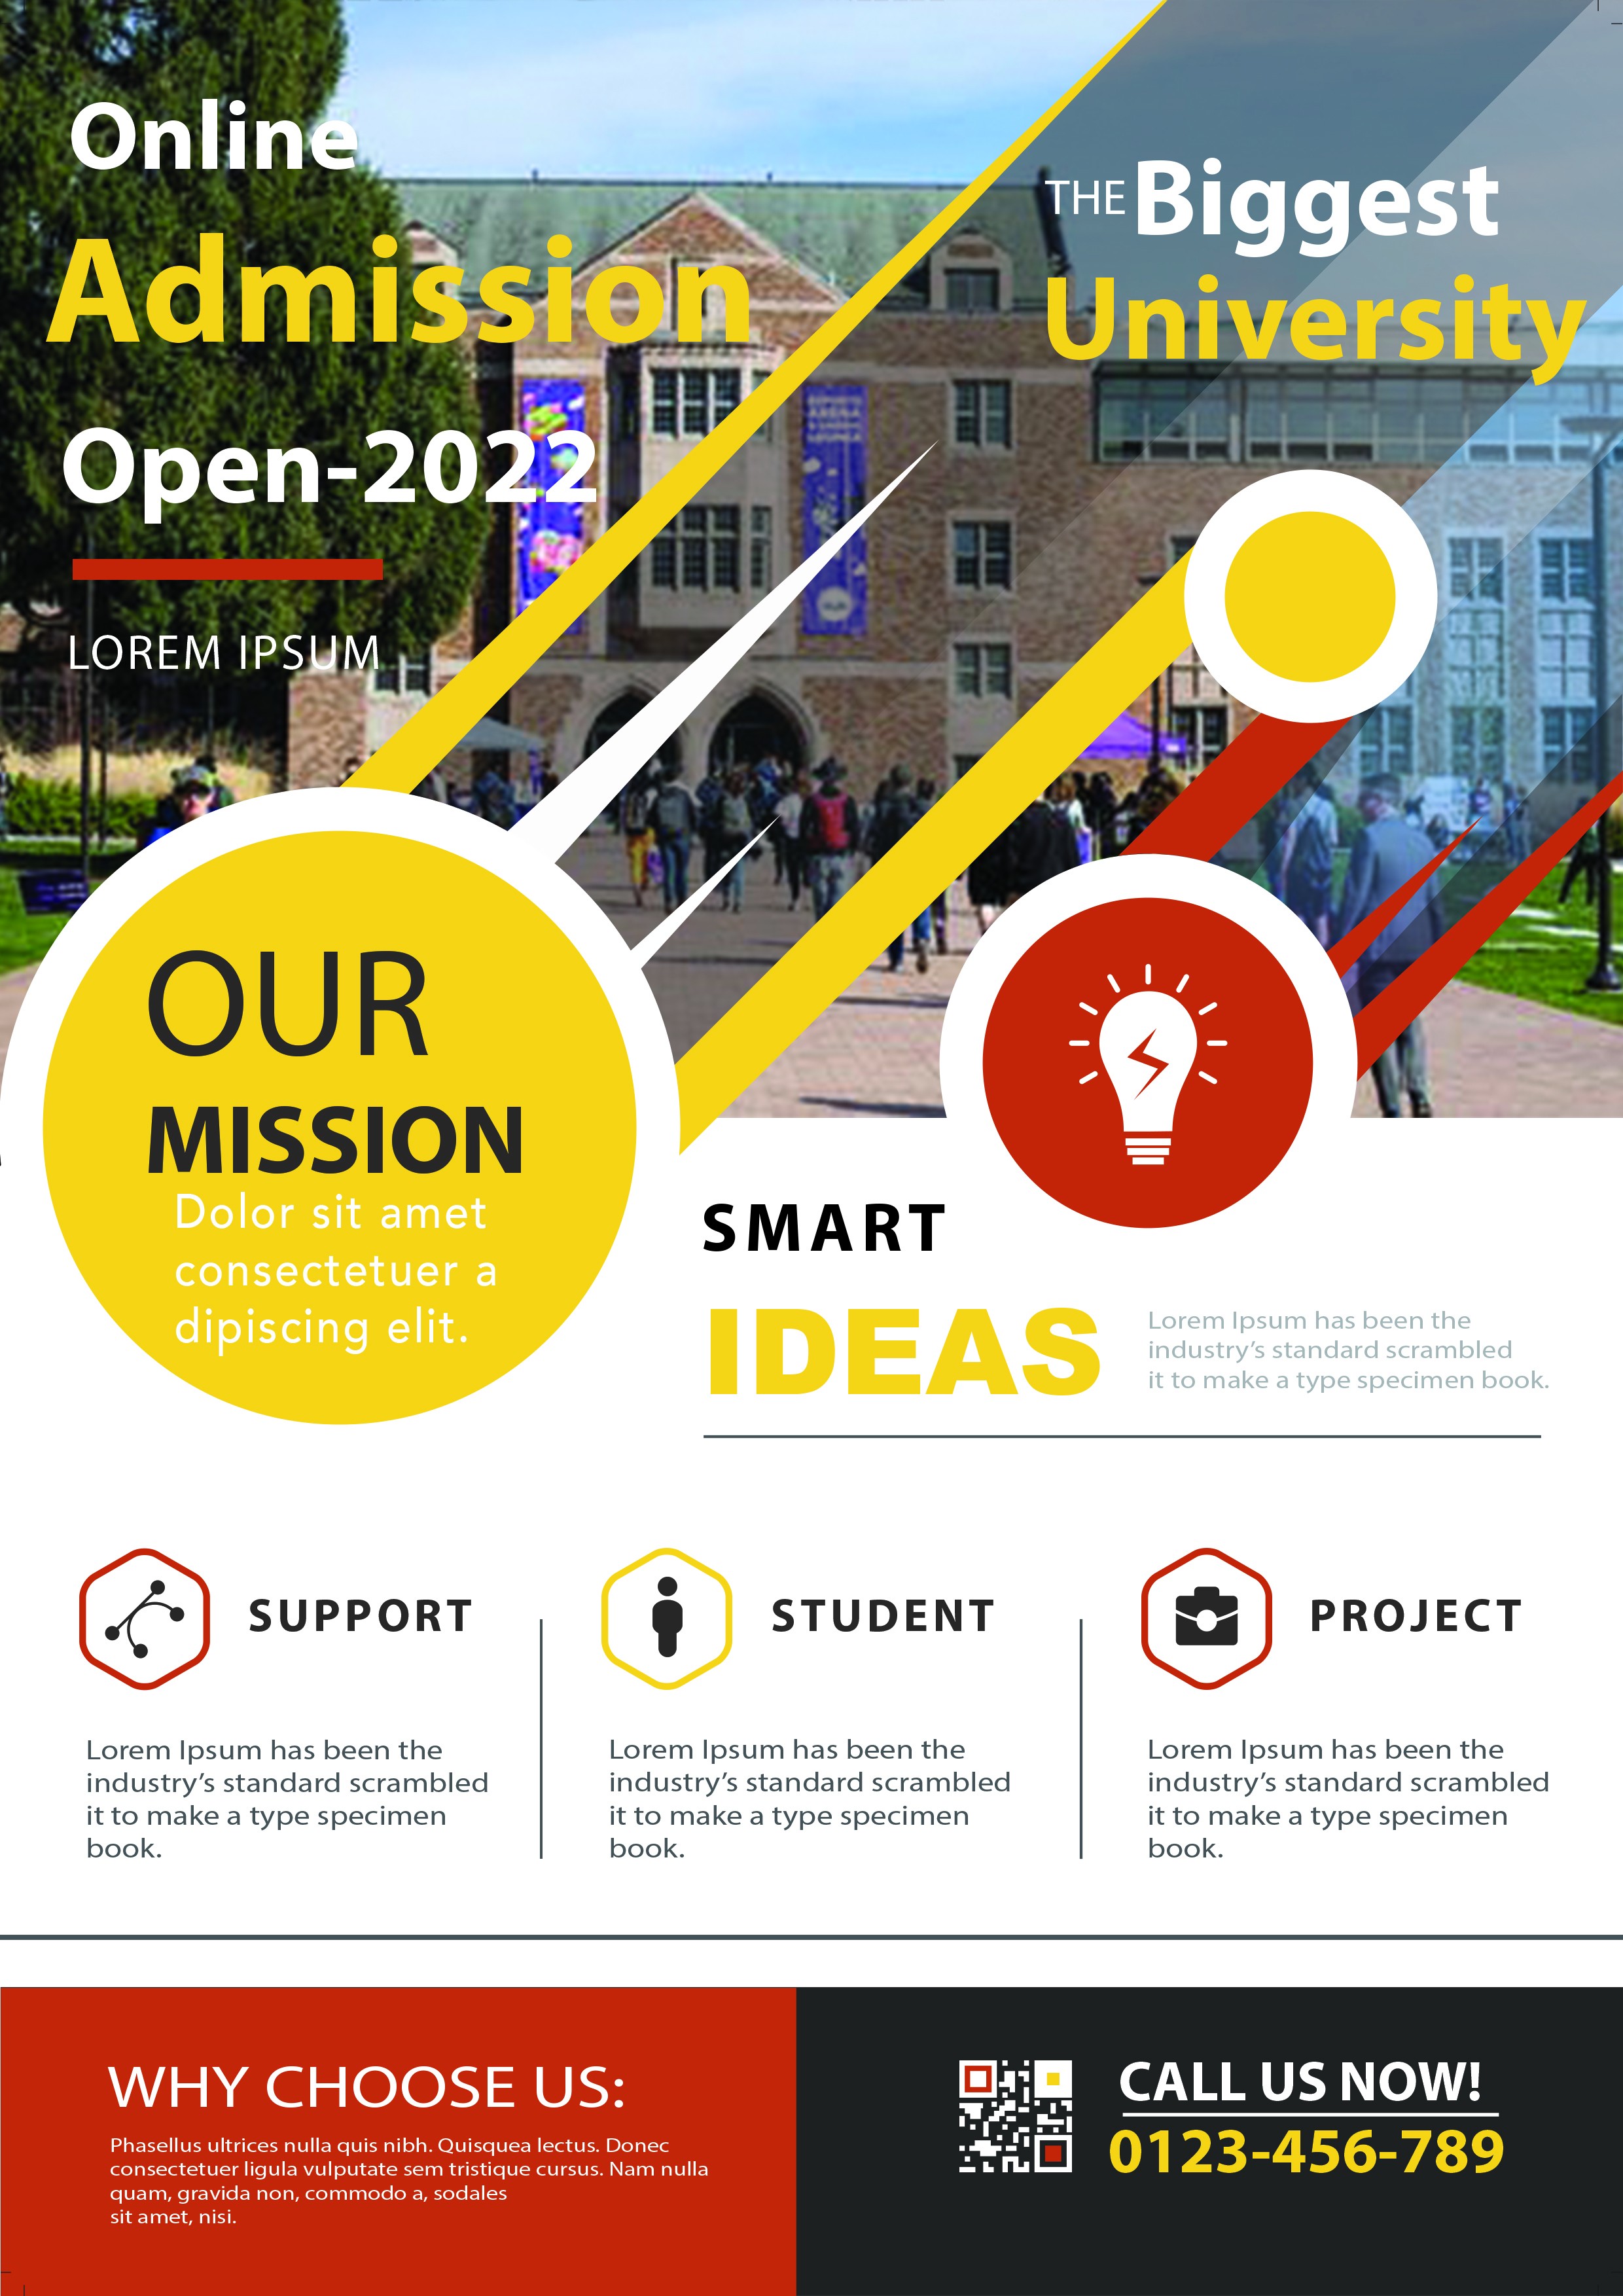 Online
Admission
Open-2022
LOREM IPSUM
THE Biggest
University
OUR
MISSION
Dolor sit amet
consectetuer a
dipiscing elit.
SMART
IDEAS
Lorem Ipsum has been the
industry’s standard scrambled
it to make a type specimen book.
SUPPORT
Lorem Ipsum has been the
industry’s standard scrambled
it to make a type specimen
book.
STUDENT
Lorem Ipsum has been the
industry’s standard scrambled
it to make a type specimen
book.
PROJECT
Lorem Ipsum has been the
industry’s standard scrambled
it to make a type specimen
book.
WHY CHOOSE US:
Phasellus ultrices nulla quis nibh. Quisquea lectus. Donec
consectetuer ligula vulputate sem tristique cursus. Nam nulla
quam, gravida non, commodo a, sodales
sit amet, nisi.
CALL US NOW!
0123-456-789